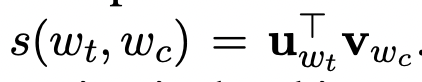 s(w_t, w_c) = u_{w_t}^⊤ v_{w_c}.